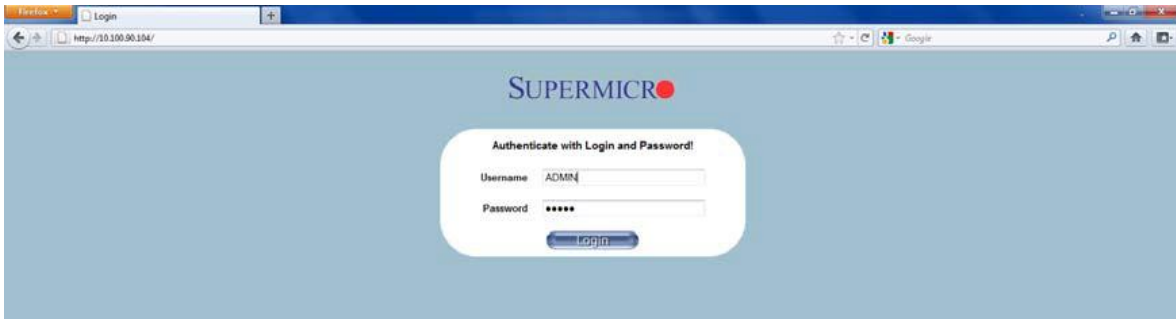 Firefox
Login
http://10.100.90.104/
Google
SUPERMICRO
Authenticate with Login and Password!
Username ADMIN
Password •••••
Login